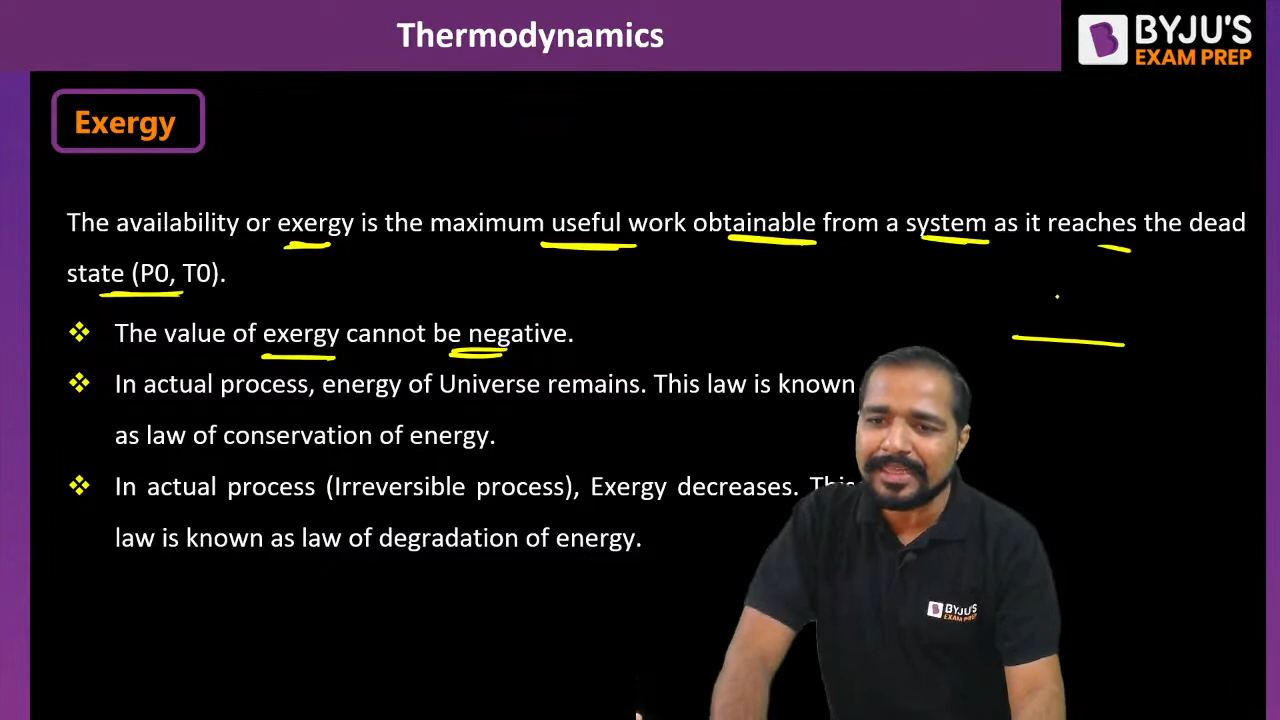 Thermodynamics
BYJU'S
EXAM PREP
Exergy
The availability or exergy is the maximum useful work obtainable from a system as it reaches the dead
state (P0, T0).
The value of exergy cannot be negative.
In actual process, energy of Universe remains. This law is known
as law of conservation of energy.
In actual process (Irreversible process), Exergy decreases. This
law is known as law of degradation of energy.
BYJU'S
EXAM PREP